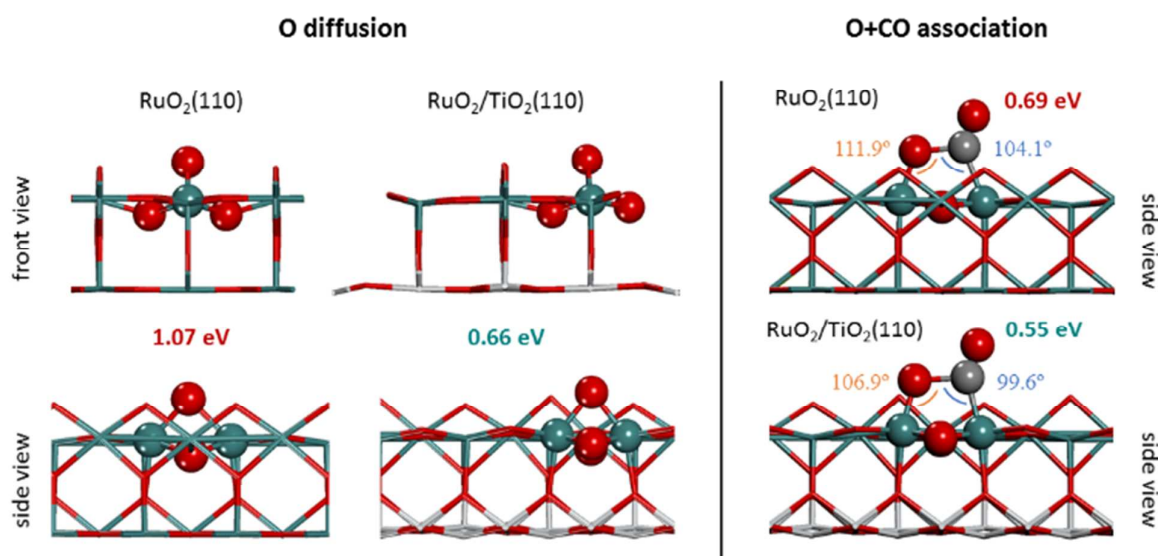 O diffusion
RuO₂(110)
RuO₂/TiO₂(110)
front view
1.07 eV
0.66 eV
side view
O+CO association
RuO₂(110)
0.69 eV
111.9°
104.1°
side view
RuO₂/TiO₂(110)
0.55 eV
106.9°
99.6°
side view